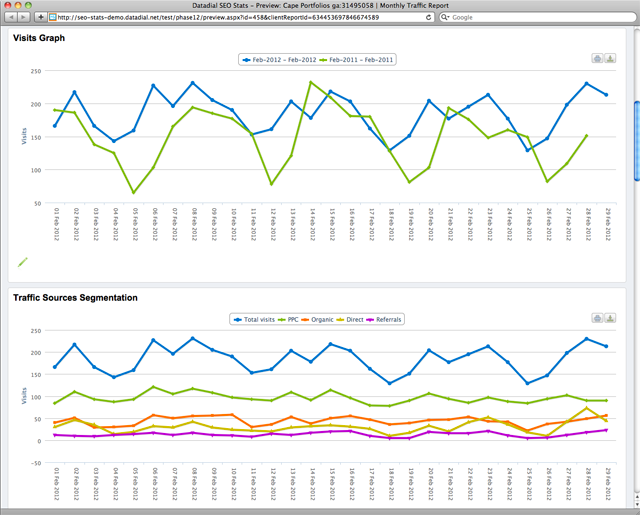 Datadial SEO Stats – Preview: Cape Portfolios ga:31495058 | Monthly Traffic Report
http://seo-stats-demo.datadial.net/test/phase12/preview.aspx?id=458&clientReportId=634453697846674589
Google
Visits Graph
Feb-2012 - Feb-2012 Feb-2011 - Feb-2011
250
200
150
100
50
Visits
01 Feb 2012
02 Feb 2012
03 Feb 2012
04 Feb 2012
05 Feb 2012
06 Feb 2012
07 Feb 2012
08 Feb 2012
09 Feb 2012
10 Feb 2012
11 Feb 2012
12 Feb 2012
13 Feb 2012
14 Feb 2012
15 Feb 2012
16 Feb 2012
17 Feb 2012
18 Feb 2012
19 Feb 2012
20 Feb 2012
21 Feb 2012
22 Feb 2012
23 Feb 2012
24 Feb 2012
25 Feb 2012
26 Feb 2012
27 Feb 2012
28 Feb 2012
29 Feb 2012
Traffic Sources Segmentation
Total visits PPC Organic Direct Referrals
250
200
150
100
50
0
-50
Visits
01 Feb 2012
02 Feb 2012
03 Feb 2012
04 Feb 2012
05 Feb 2012
06 Feb 2012
07 Feb 2012
08 Feb 2012
09 Feb 2012
10 Feb 2012
11 Feb 2012
12 Feb 2012
13 Feb 2012
14 Feb 2012
15 Feb 2012
16 Feb 2012
17 Feb 2012
18 Feb 2012
19 Feb 2012
20 Feb 2012
21 Feb 2012
22 Feb 2012
23 Feb 2012
24 Feb 2012
25 Feb 2012
26 Feb 2012
27 Feb 2012
28 Feb 2012
29 Feb 2012